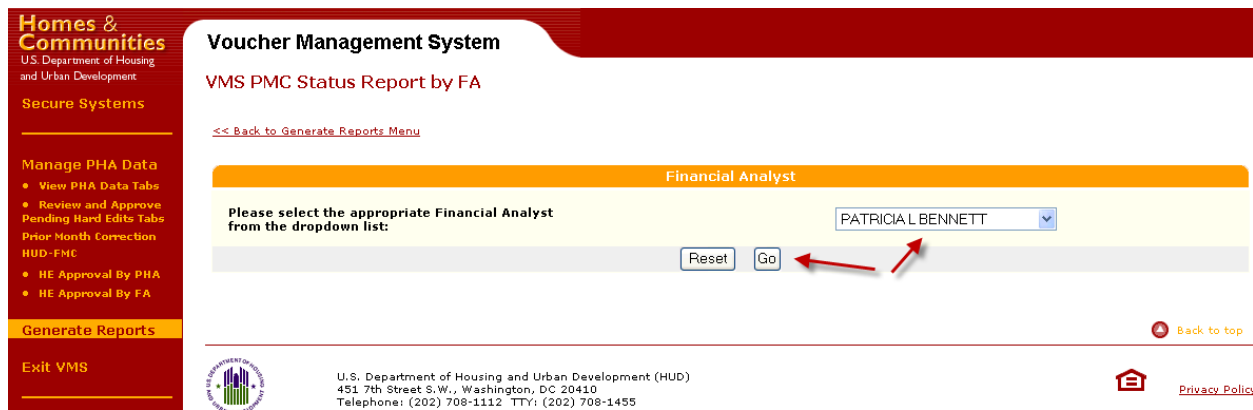 Homes &
Communities
U.S. Department of Housing
and Urban Development
Secure Systems
Manage PHA Data
• View PHA Data Tabs
• Review and Approve
Pending Hard Edits Tabs
Prior Month Correction
HUD-FMC
• HE Approval By PHA
• HE Approval By FA
Generate Reports
Exit VMS
Voucher Management System
VMS PMC Status Report by FA
<< Back to Generate Reports Menu
Financial Analyst
Please select the appropriate Financial Analyst
from the dropdown list:
PATRICIA L BENNETT
Reset Go
Back to top
U.S. Department of Housing and Urban Development (HUD)
451 7th Street S.W., Washington, DC 20410
Telephone: (202) 708-1112 TTY: (202) 708-1455
Privacy Policy